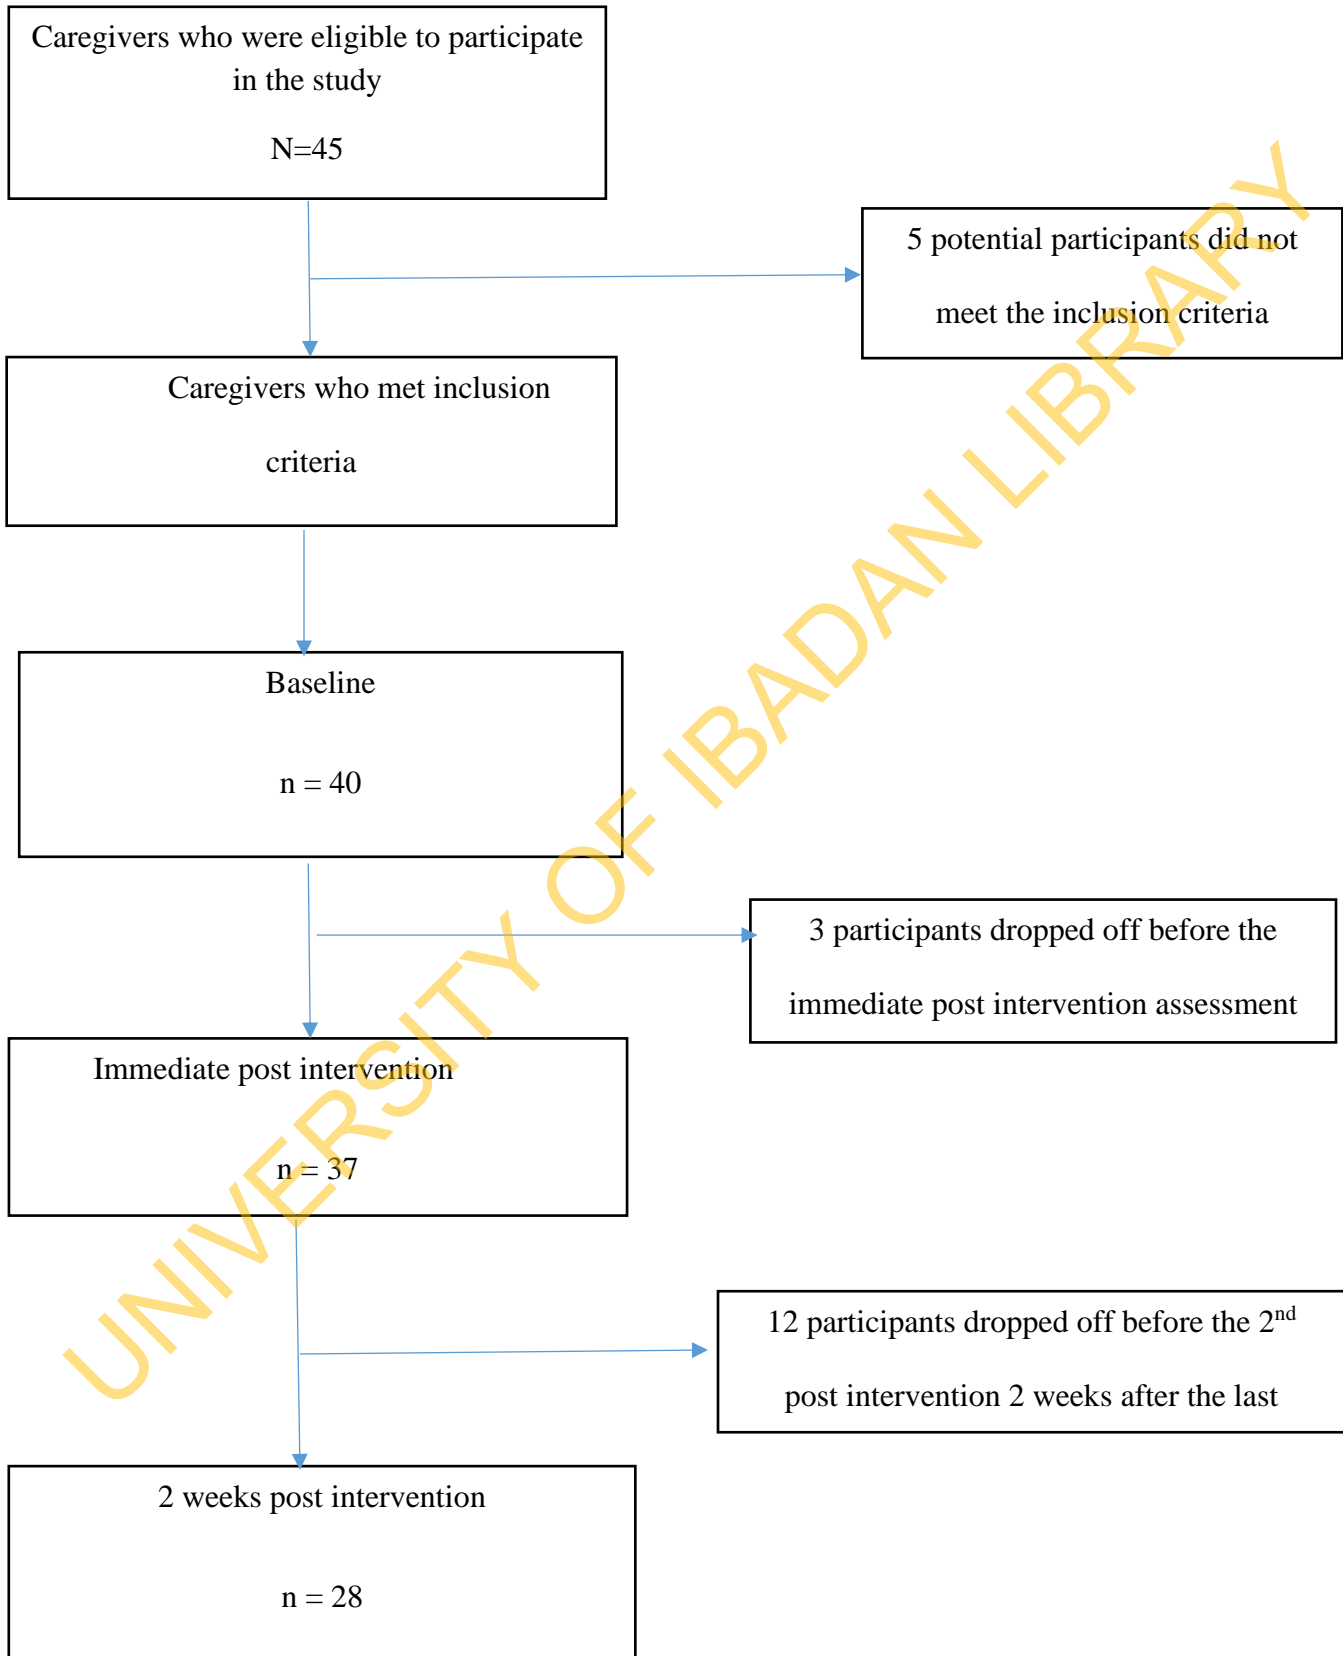 Caregivers who were eligible to participate
in the study
N=45
5 potential participants did not
meet the inclusion criteria
Caregivers who met inclusion
criteria
Baseline
n = 40
3 participants dropped off before the
immediate post intervention assessment
Immediate post intervention
n = 37
12 participants dropped off before the 2nd
post intervention 2 weeks after the last
2 weeks post intervention
n = 28
UNIVERSITY OF IBADAN LIBRARY